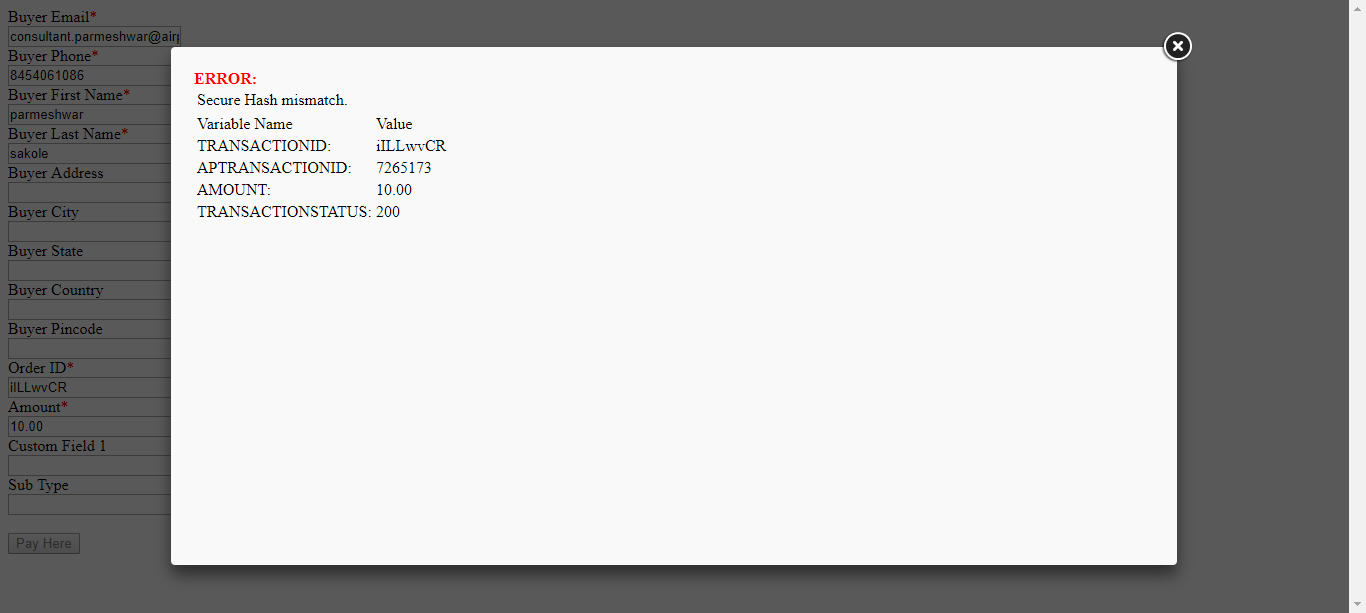 Buyer Email*
consultant.parmeshwar@air
Buyer Phone*
8454061086
Buyer First Name*
parmeshwar
Buyer Last Name*
sakole
Buyer Address
Buyer City
Buyer State
Buyer Country
Buyer Pincode
Order ID*
iILLwvCR
Amount*
10.00
Custom Field 1
Sub Type
Pay Here
ERROR:
Secure Hash mismatch.
Variable Name Value
TRANSACTIONID: iILLwvCR
APTRANSACTIONID: 7265173
AMOUNT: 10.00
TRANSACTIONSTATUS: 200